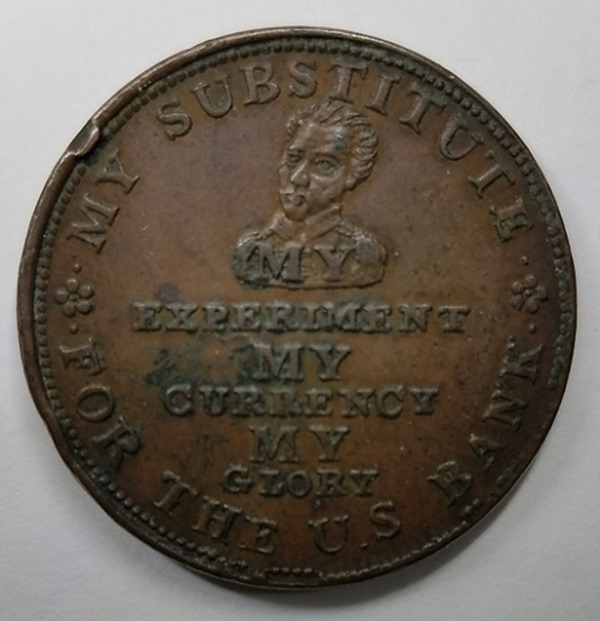 MY SUBSTITUTE
FOR THE U.S BANK
MY
EXPERIMENT
MY
CURRENCY
MY
GLORY